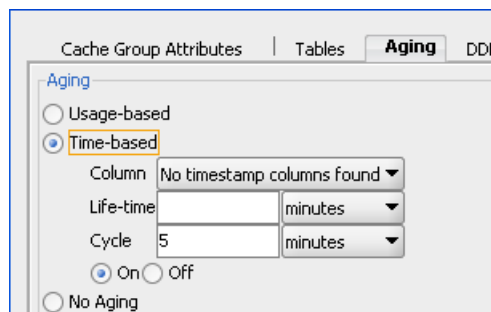 Cache Group Attributes Tables Aging DDL
Aging
Usage-based
Time-based
Column No timestamp columns found
Life-time minutes
Cycle 5 minutes
On Off
No Aging